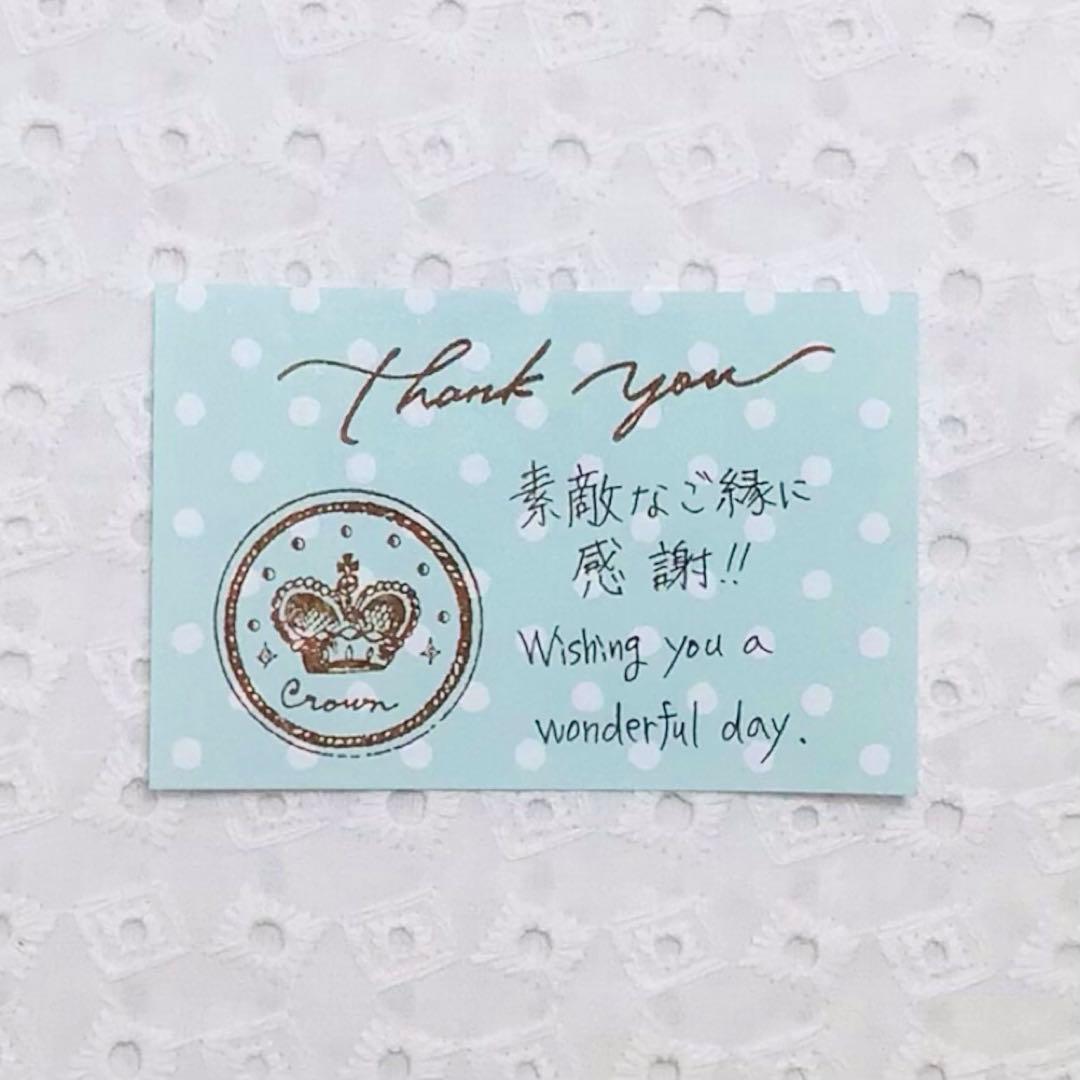 Thank you
素敵なご縁に
感謝!!
Wishing you a
wonderful day.
Crown